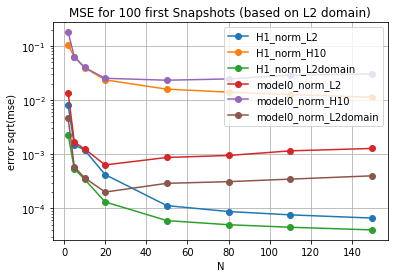 MSE for 100 first Snapshots (based on L2 domain)
error sqrt(mse)
10⁻¹
10⁻²
10⁻³
10⁻⁴
H1_norm_L2
H1_norm_H10
H1_norm_L2domain
model0_norm_L2
model0_norm_H10
model0_norm_L2domain
0 20 40 60 80 100 120 140
N